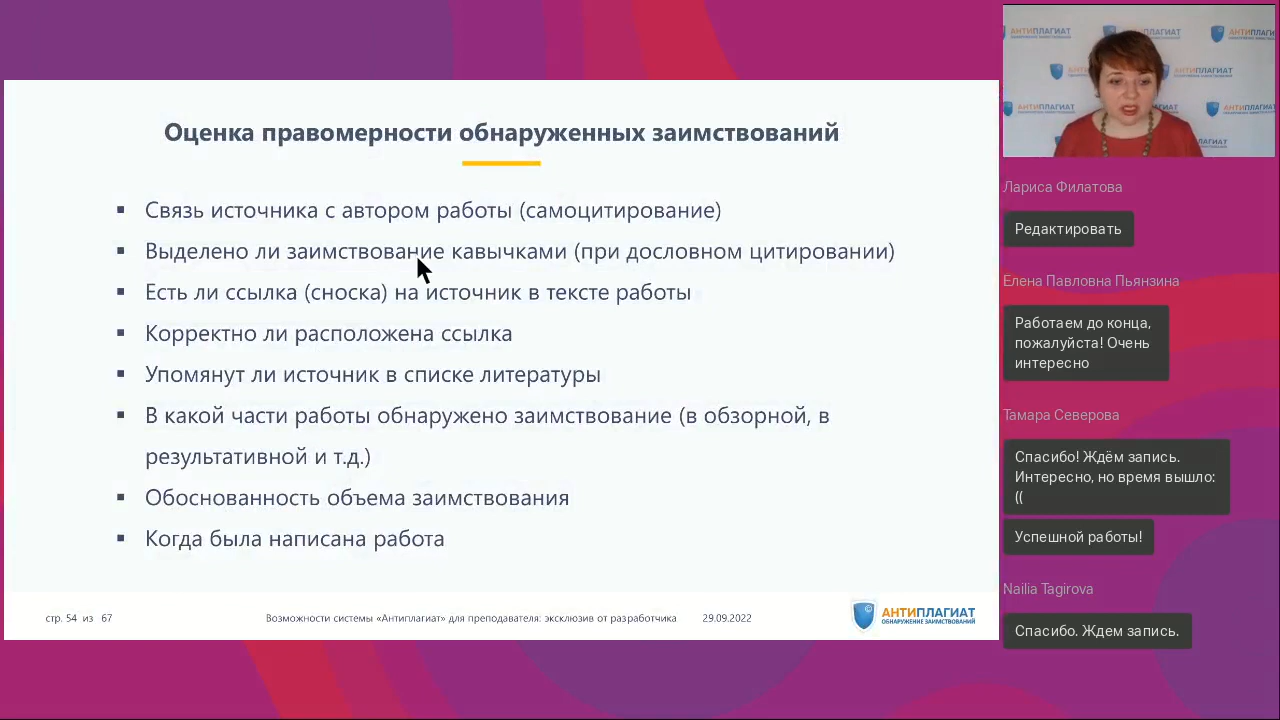 Оценка правомерности обнаруженных заимствований
▪ Связь источника с автором работы (самоцитирование)
▪ Выделено ли заимствование кавычками (при дословном цитировании)
▪ Есть ли ссылка (сноска) на источник в тексте работы
▪ Корректно ли расположена ссылка
▪ Упомянут ли источник в списке литературы
▪ В какой части работы обнаружено заимствование (в обзорной, в
результативной и т.д.)
▪ Обоснованность объема заимствования
▪ Когда была написана работа
стр. 54 из 67
Возможности системы «Антиплагиат» для преподавателя: эксклюзив от разработчика
29.09.2022
АНТИПЛАГИАТ
ОБНАРУЖЕНИЕ ЗАИМСТВОВАНИЙ
АНТИПЛАГИАТ
АНТИПЛАГИАТ
Лариса Филатова
Редактировать
Елена Павловна Пьянзина
Работаем до конца,
пожалуйста! Очень
интересно
Тамара Северова
Спасибо! Ждём запись.
Интересно, но время вышло:
((
Успешной работы!
Nailia Tagirova
Спасибо. Ждем запись.